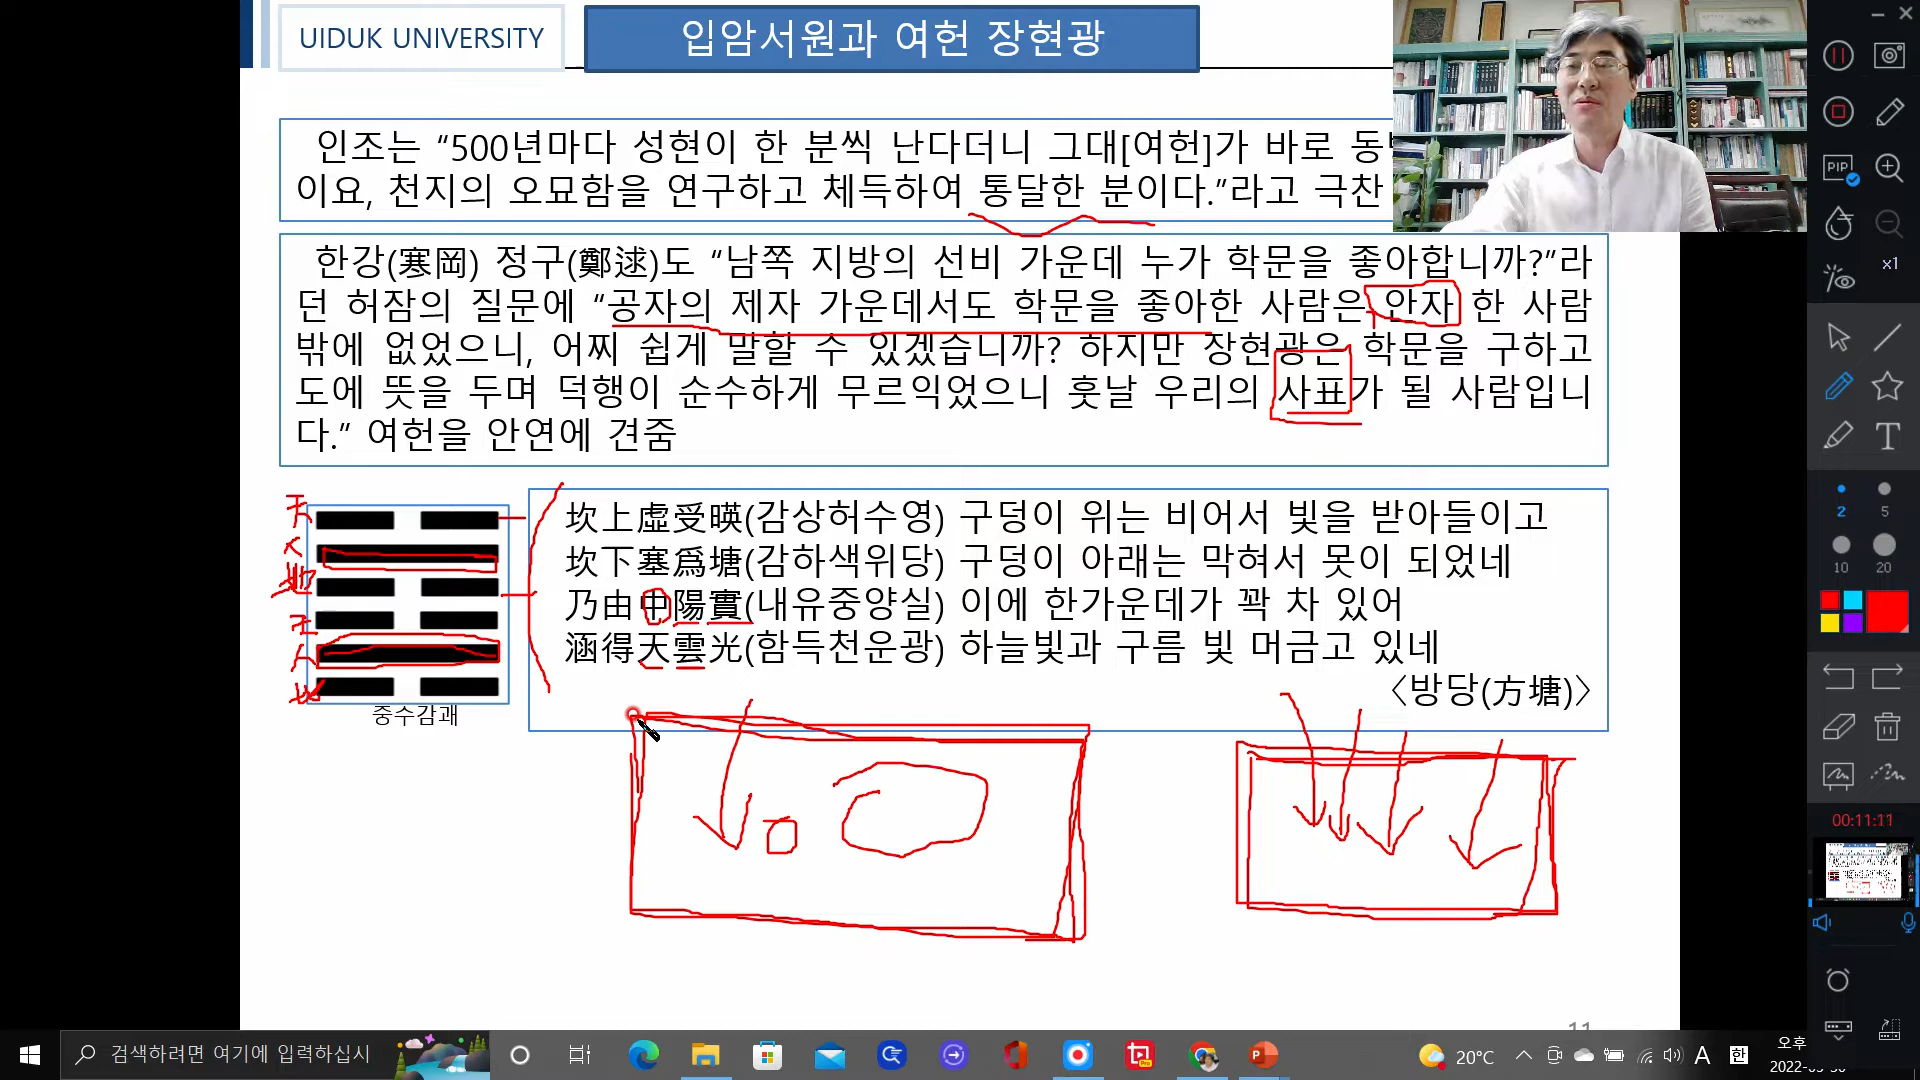 UIDUK UNIVERSITY
입암서원과 여헌 장현광
인조는 “500년마다 성현이 한 분씩 난다더니 그대[여헌]가 바로
이요, 천지의 오묘함을 연구하고 체득하여 통달한 분이다.”라고 극찬
한강(寒岡) 정구(鄭逑)도 “남쪽 지방의 선비 가운데 누가 학문을 좋아합니까?”라
던 허잠의 질문에 “공자의 제자 가운데서도 학문을 좋아한 사람은 안자 한 사람
밖에 없었으니, 어찌 쉽게 말할 수 있겠습니까? 하지만 장현광은 학문을 구하고
도에 뜻을 두며 덕행이 순수하게 무르익었으니 훗날 우리의 사표가 될 사람입니
다.” 여헌을 안연에 견줌
坎上虛受暎(감상허수영) 구덩이 위는 비어서 빛을 받아들이고
坎下塞爲塘(감하색위당) 구덩이 아래는 막혀서 못이 되었네
乃由中陽實(내유중양실) 이에 한가운데가 꽉 차 있어
涵得天雲光(함득천운광) 하늘빛과 구름 빛 머금고 있네
〈방당(方塘)〉
天
人
地
중수감괘
11
PIP
x1
T
2
5
10
20
00:11:11
검색하려면 여기에 입력하십시
20°C
A
한
오후